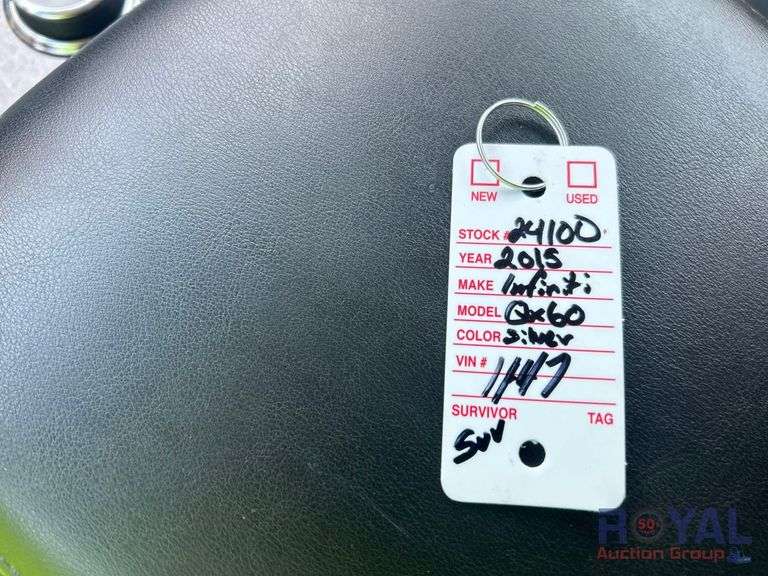 NEW USED
STOCK # 24100
YEAR 2015
MAKE Infiniti
MODEL QX60
COLOR Silver
VIN #
SURVIVOR TAG
SUV
50
ROYAL
Auction Group